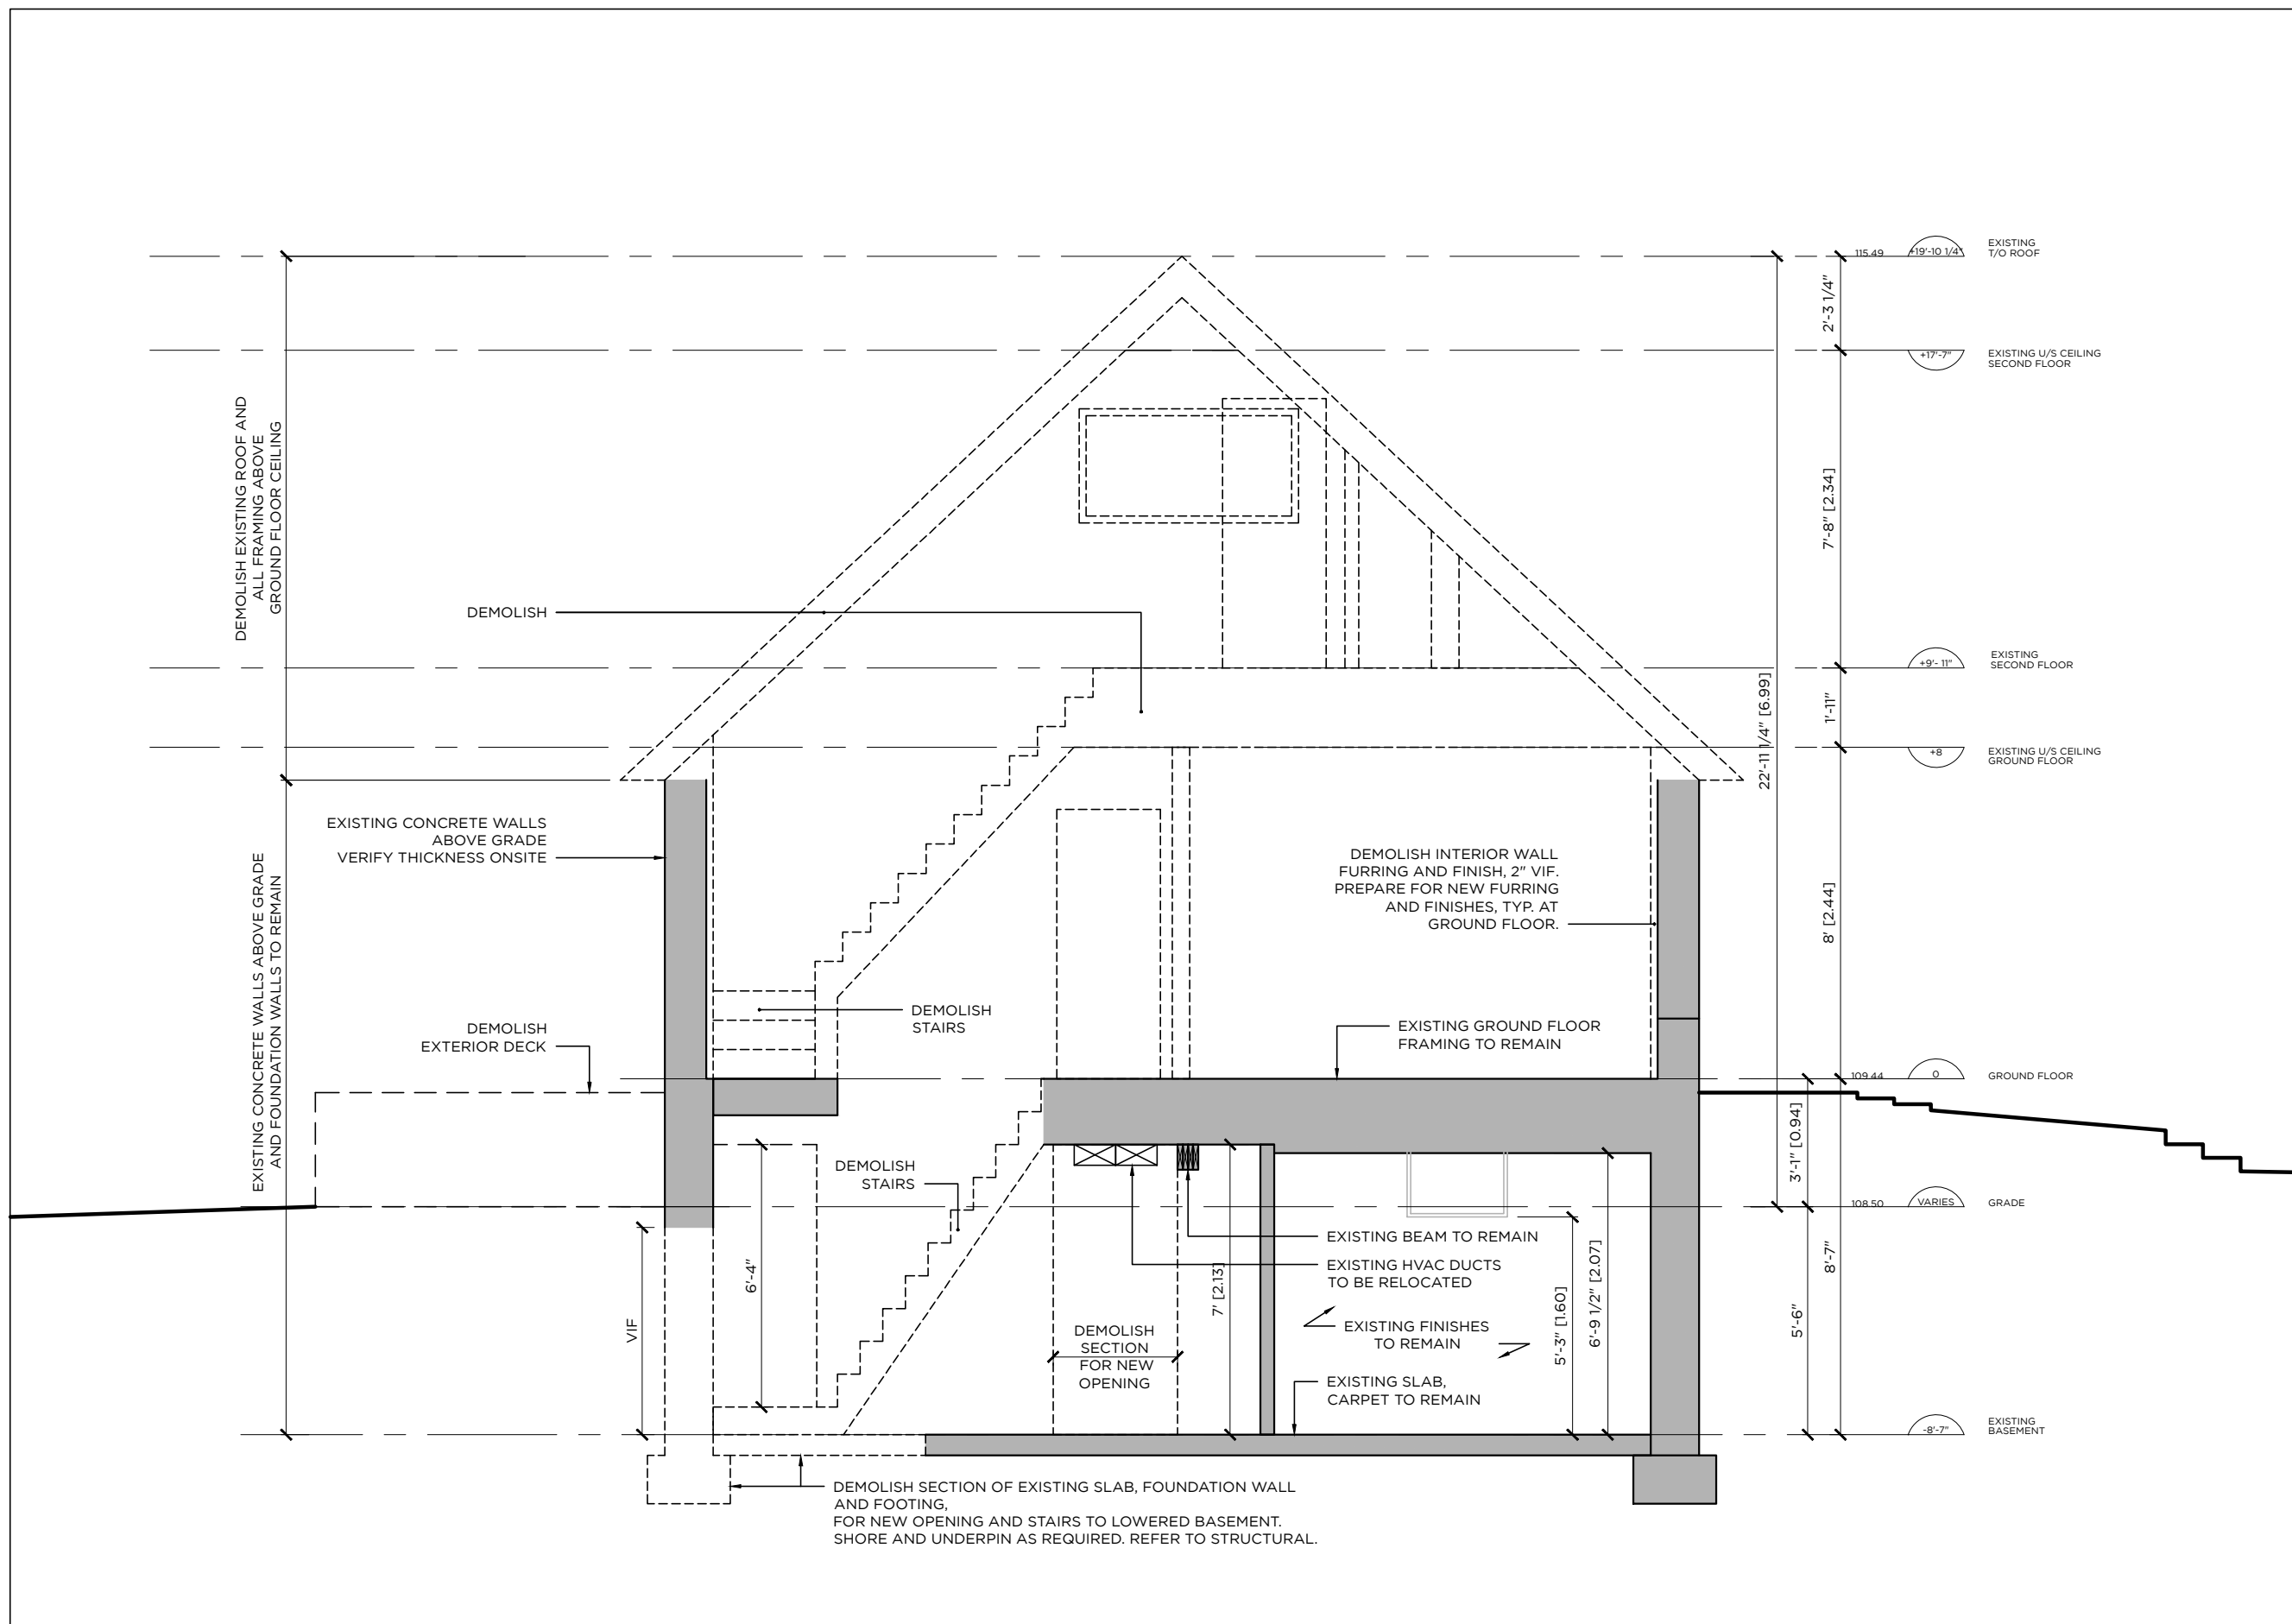 115.49
+19'-10 1/4"
EXISTING
T/O ROOF
2'-3 1/4"
+17'-7"
EXISTING U/S CEILING
SECOND FLOOR
DEMOLISH EXISTING ROOF AND
ALL FRAMING ABOVE
GROUND FLOOR CEILING
7'-8" [2.34]
DEMOLISH
+9'- 11"
EXISTING
SECOND FLOOR
22'-11 1/4" [6.99]
1'-11"
+8
EXISTING U/S CEILING
GROUND FLOOR
EXISTING CONCRETE WALLS
ABOVE GRADE
VERIFY THICKNESS ONSITE
DEMOLISH INTERIOR WALL
FURRING AND FINISH, 2" VIF.
PREPARE FOR NEW FURRING
AND FINISHES, TYP. AT
GROUND FLOOR.
8' [2.44]
EXISTING CONCRETE WALLS ABOVE GRADE
AND FOUNDATION WALLS TO REMAIN
DEMOLISH
STAIRS
DEMOLISH
EXTERIOR DECK
EXISTING GROUND FLOOR
FRAMING TO REMAIN
109.44
0
GROUND FLOOR
3'-1" [0.94]
DEMOLISH
STAIRS
108.50
VARIES
GRADE
EXISTING BEAM TO REMAIN
EXISTING HVAC DUCTS
TO BE RELOCATED
6'-4"
7' [2.13]
8'-7"
VIF
DEMOLISH
SECTION
FOR NEW
OPENING
EXISTING FINISHES
TO REMAIN
5'-3" [1.60]
6'-9 1/2" [2.07]
5'-6"
EXISTING SLAB,
CARPET TO REMAIN
-8'-7"
EXISTING
BASEMENT
DEMOLISH SECTION OF EXISTING SLAB, FOUNDATION WALL
AND FOOTING,
FOR NEW OPENING AND STAIRS TO LOWERED BASEMENT.
SHORE AND UNDERPIN AS REQUIRED. REFER TO STRUCTURAL.